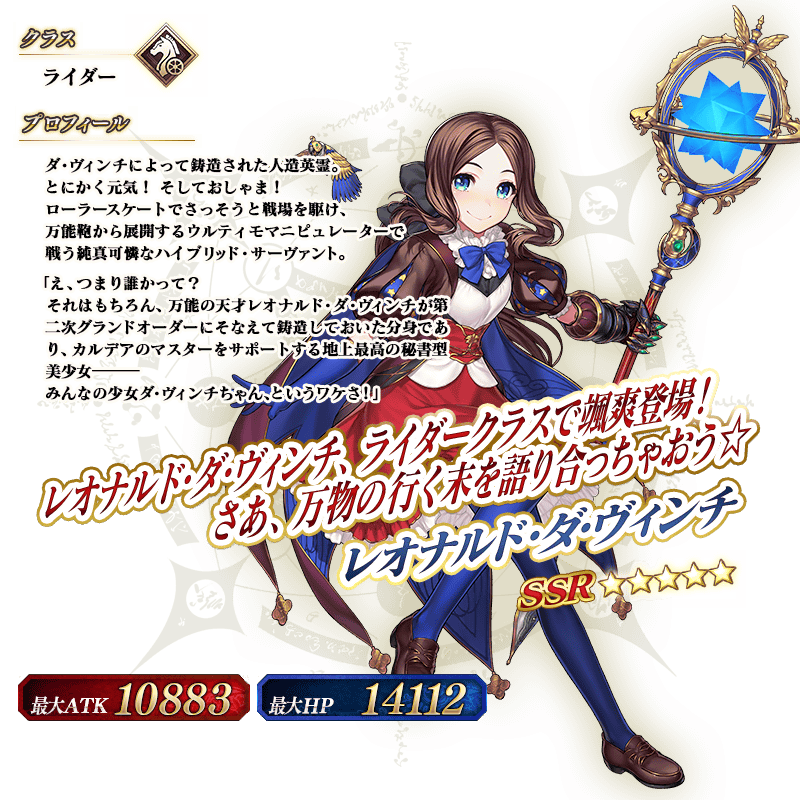 クラス
ライダー
プロフィール
ダ・ヴィンチによって鋳造された人造英霊。
とにかく元気！ そしておしゃま！
ローラースケートでさっそうと戦場を駆け、
万能鞄から展開するウルティモマニピュレーターで
戦う純真可憐なハイブリッド・サーヴァント。
「え、つまり誰かって？
それはもちろん、万能の天才レオナルド・ダ・ヴィンチが第
二次グランドオーダーにそなえて鋳造しておいた分身であ
り、カルデアのマスターをサポートする地上最高の秘書型
美少女―――
みんなの少女ダ・ヴィンチちゃん、というワケさ！」
レオナルド・ダ・ヴィンチ、ライダークラスで颯爽登場！
さあ、万物の行く末を語り合っちゃおう☆
レオナルド・ダ・ヴィンチ
SSR ☆☆☆☆☆
最大ATK 10883
最大HP 14112